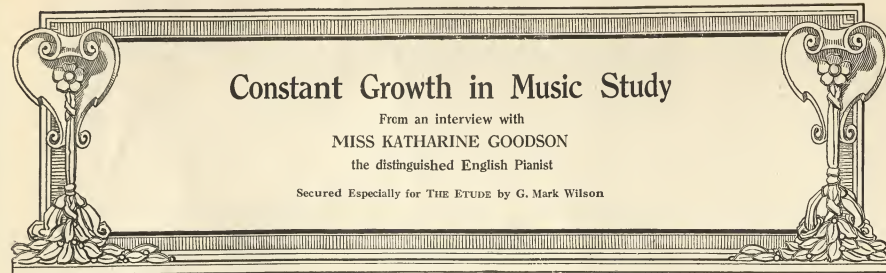 Constant Growth in Music Study
From an interview with
MISS KATHARINE GOODSON
the distinguished English Pianist
Secured Especially for THE ETUDE by G. Mark Wilson